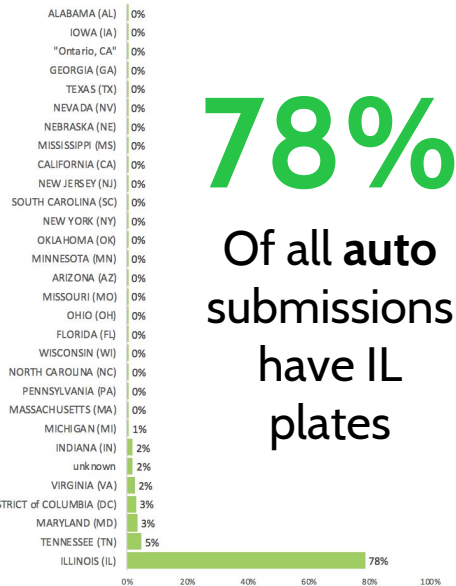 ALABAMA (AL) 0%
IOWA (IA) 0%
"Ontario, CA" 0%
GEORGIA (GA) 0%
TEXAS (TX) 0%
NEVADA (NV) 0%
NEBRASKA (NE) 0%
MISSISSIPPI (MS) 0%
CALIFORNIA (CA) 0%
NEW JERSEY (NJ) 0%
SOUTH CAROLINA (SC) 0%
NEW YORK (NY) 0%
OKLAHOMA (OK) 0%
MINNESOTA (MN) 0%
ARIZONA (AZ) 0%
MISSOURI (MO) 0%
OHIO (OH) 0%
FLORIDA (FL) 0%
WISCONSIN (WI) 0%
NORTH CAROLINA (NC) 0%
PENNSYLVANIA (PA) 0%
MASSACHUSETTS (MA) 0%
MICHIGAN (MI) 1%
INDIANA (IN) 2%
unknown 2%
VIRGINIA (VA) 2%
STRICT of COLUMBIA (DC) 3%
MARYLAND (MD) 3%
TENNESSEE (TN) 5%
ILLINOIS (IL) 78%
0% 20% 40% 60% 80% 100%
78%
Of all auto
submissions
have IL
plates